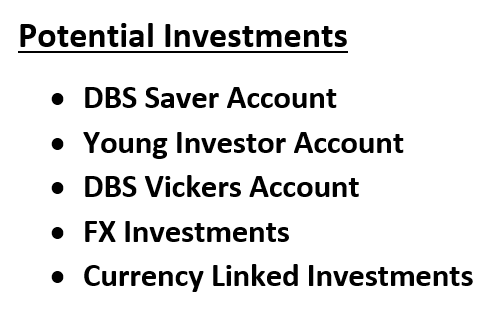 Potential Investments
• DBS Saver Account
• Young Investor Account
• DBS Vickers Account
• FX Investments
• Currency Linked Investments